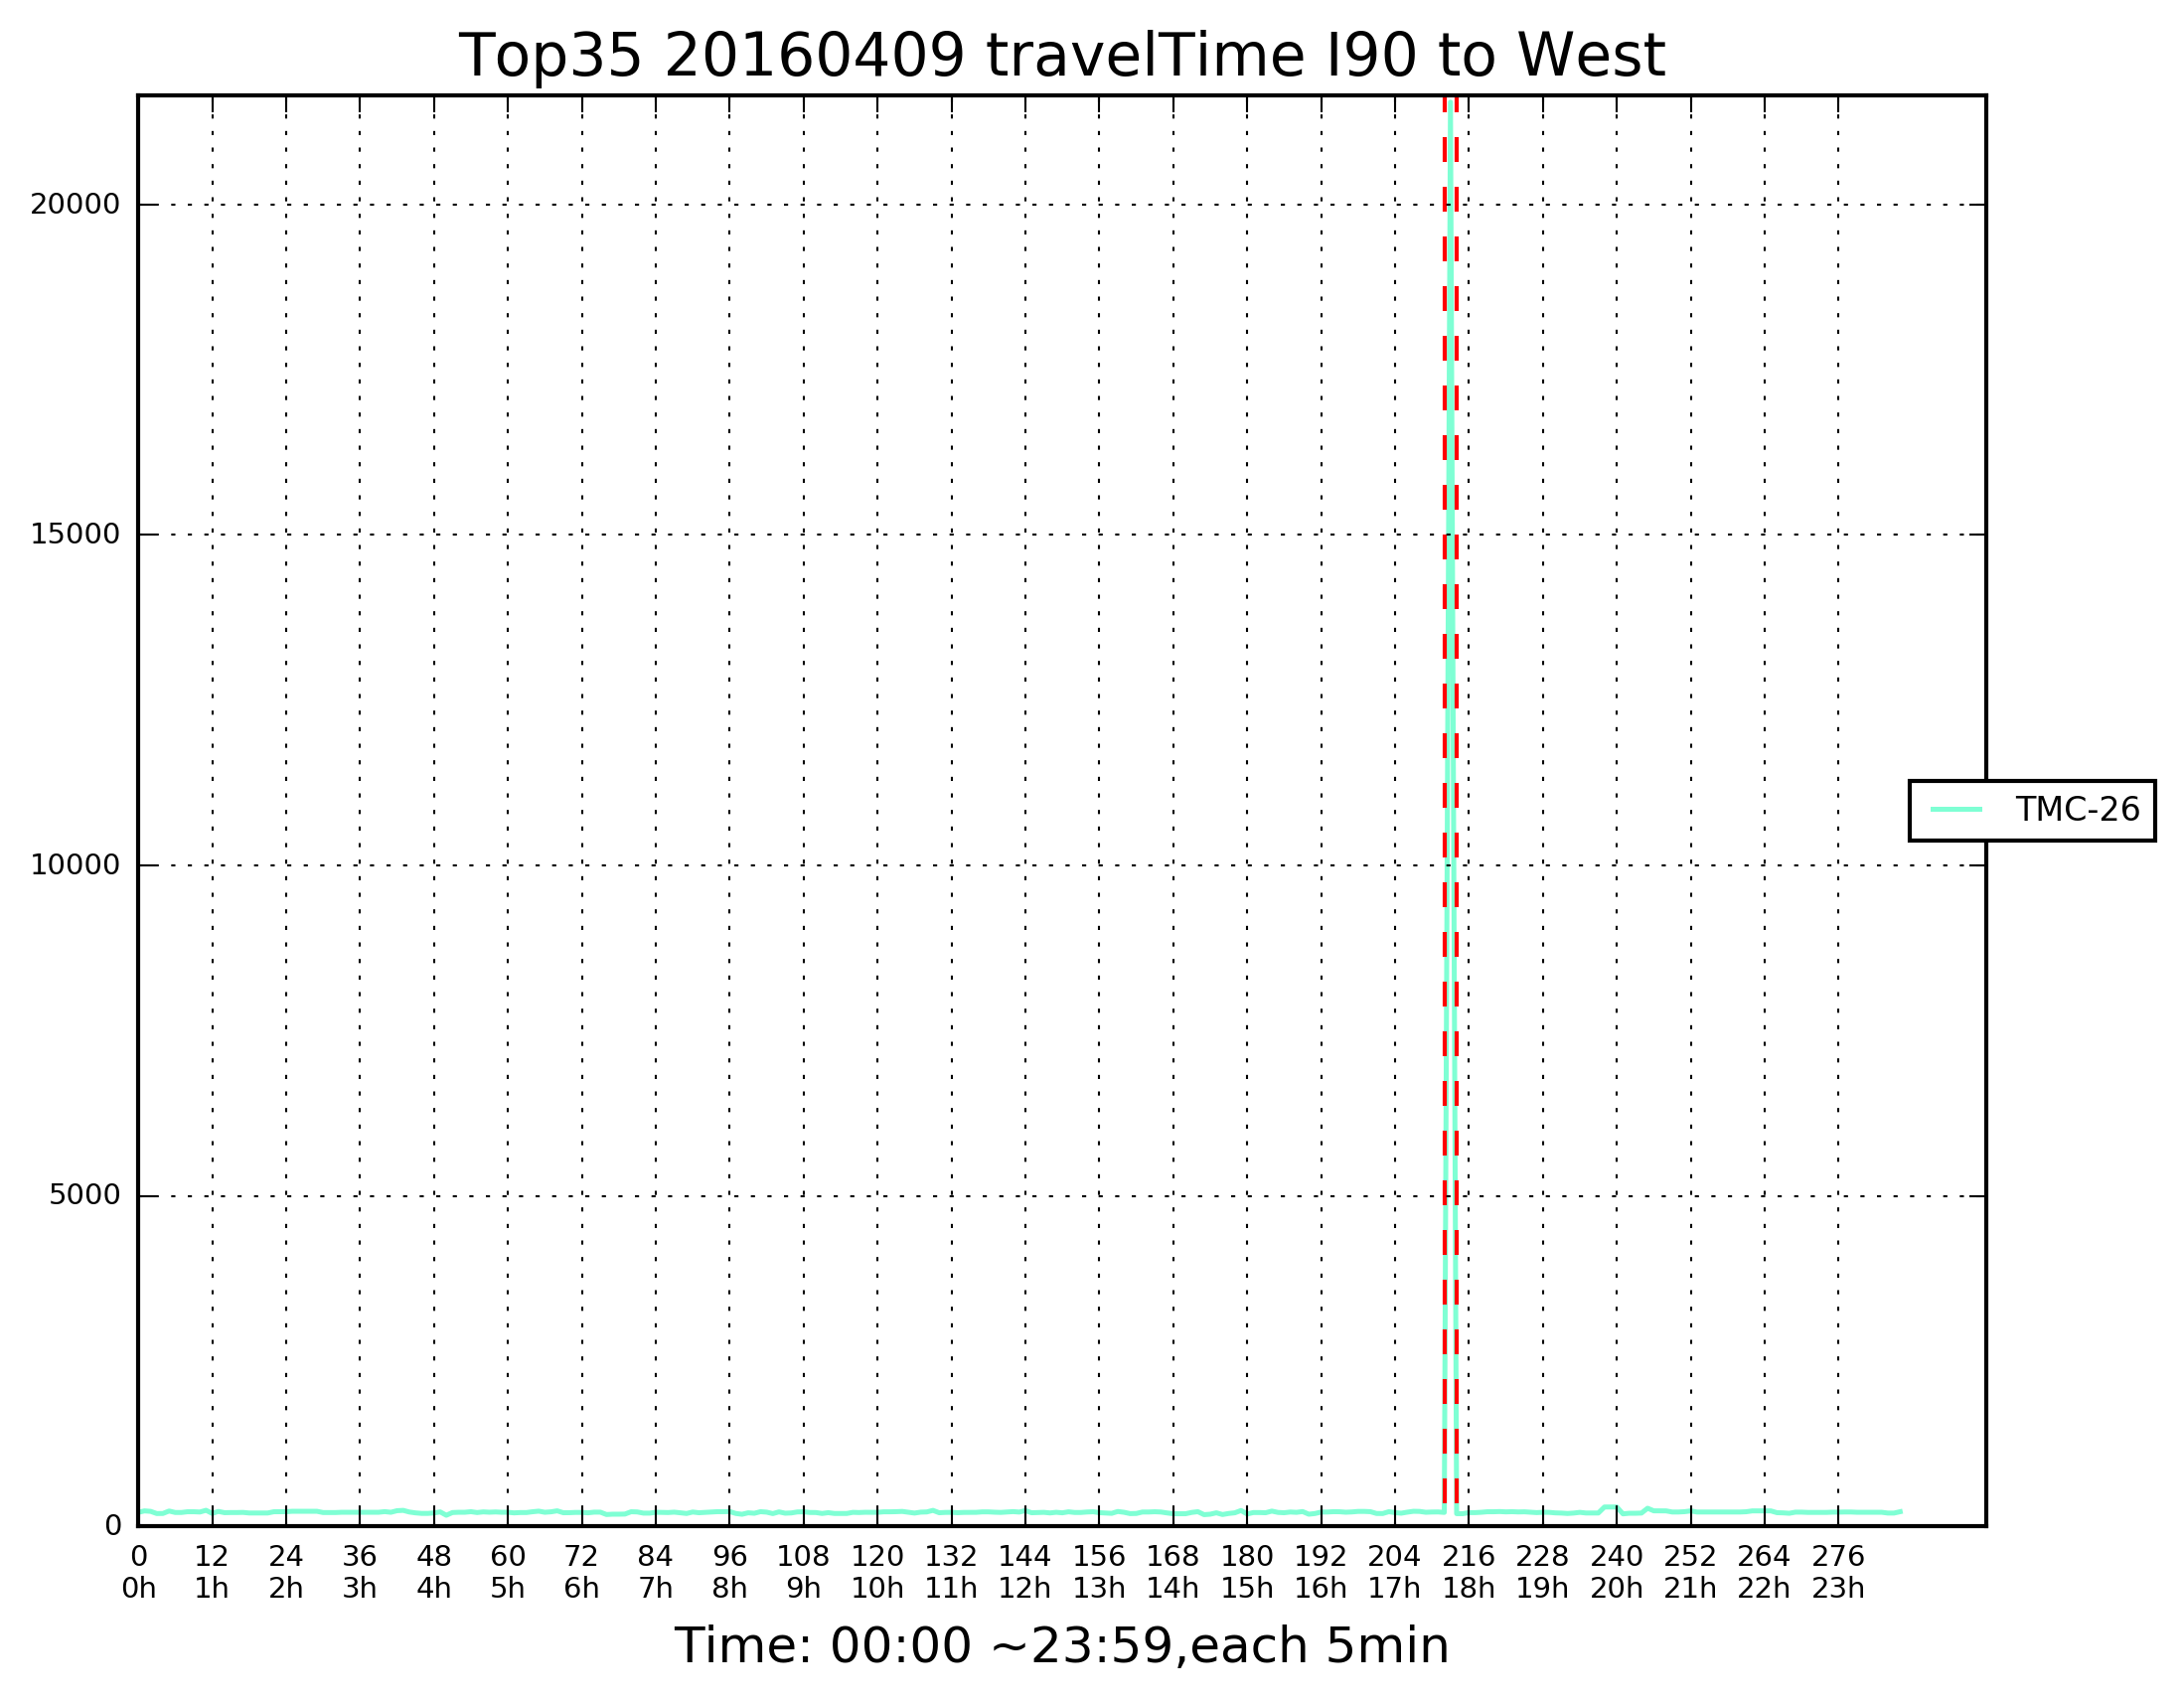 Top35 20160409 travelTime I90 to West
20000
15000
10000
5000
0
TMC-26
0 12 24 36 48 60 72 84 96 108 120 132 144 156 168 180 192 204 216 228 240 252 264 276
0h 1h 2h 3h 4h 5h 6h 7h 8h 9h 10h 11h 12h 13h 14h 15h 16h 17h 18h 19h 20h 21h 22h 23h
Time: 00:00 ~23:59,each 5min